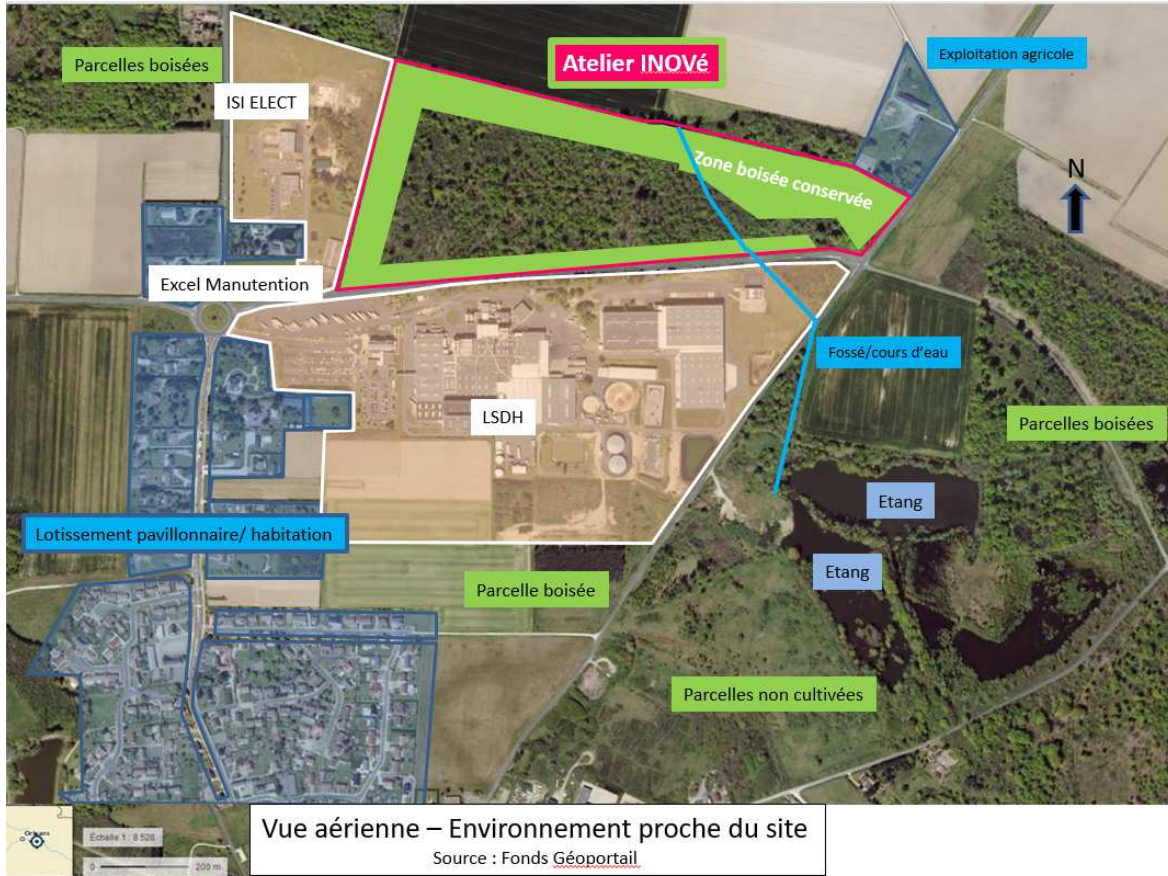 Atelier INOVé
Exploitation agricole
Parcelles boisées
ISI ELECT
Zone boisée conservée
N
Excel Manutention
Fossé/cours d'eau
LSDH
Parcelles boisées
Etang
Lotissement pavillonnaire/ habitation
Etang
Parcelle boisée
Parcelles non cultivées
Vue aérienne – Environnement proche du site
Source : Fonds Géoportail
Orléans
Échelle 1 : 8 528
0 200 m